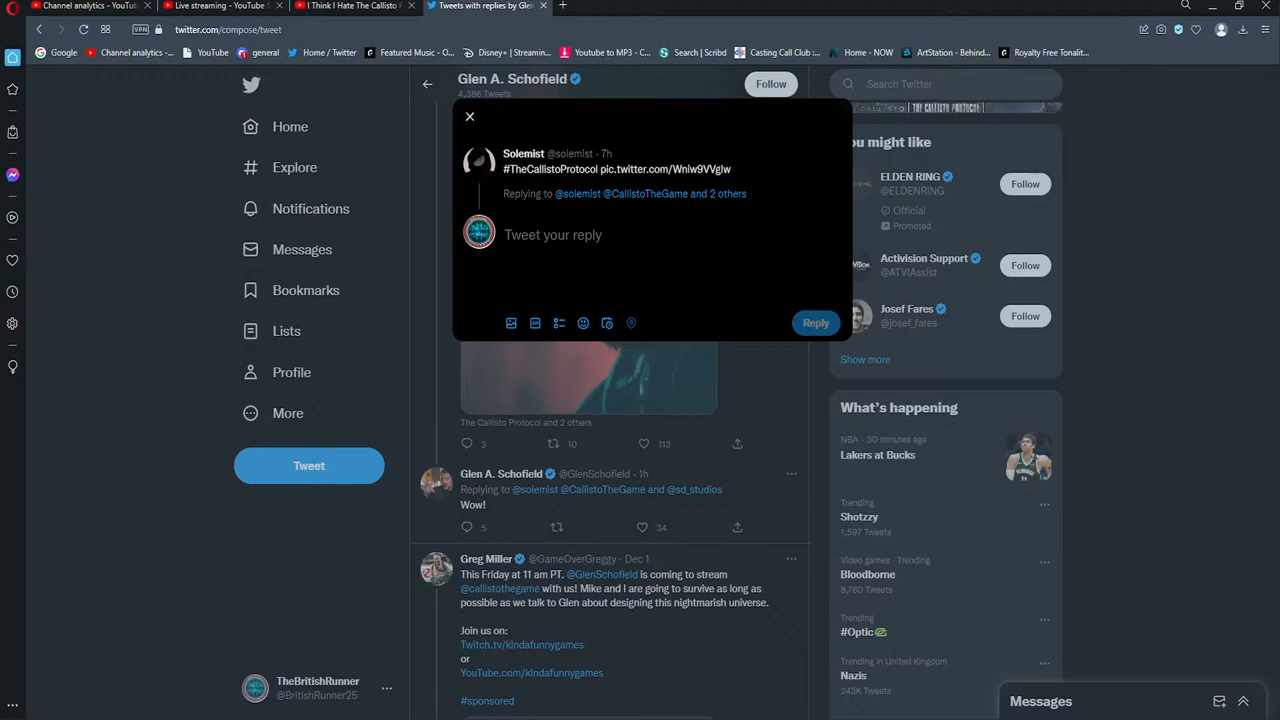 Channel analytics - YouTub
Live streaming - YouTube S
I Think I Hate The Callisto P
Tweets with replies by Glen
VPN
twitter.com/compose/tweet
Google
Channel analytics - YouTu...
YouTube
general
Home / Twitter
Featured Music - O...
Disney+ | Streamin...
Youtube to MP3 - C...
Search | Scribd
Casting Call Club :...
Home - NOW
ArtStation - Behind...
Royalty Free Tonalit...
Home
Explore
Notifications
Messages
Bookmarks
Lists
Profile
More
Tweet
TheBritishRunner
@BritishRunner25
Glen A. Schofield
4,386 Tweets
Follow
Solemist @solemist · 7h
#TheCallistoProtocol pic.twitter.com/Wniw9VVglw
Replying to @solemist @CallistoTheGame and 2 others
Tweet your reply
GIF
Reply
The Callisto Protocol and 2 others
3
10
113
Glen A. Schofield @GlenSchofield · 1h
Replying to @solemist @CallistoTheGame and @sd_studios
Wow!
5
34
Greg Miller @GameOverGreggy · Dec 1
This Friday at 11 am PT. @GlenSchofield is coming to stream
@callistothegame with us! Mike and I are going to survive as long as
possible as we talk to Glen about designing this nightmarish universe.
Join us on:
Twitch.tv/kindafunnygames
or
YouTube.com/kindafunnygames
#sponsored
Search Twitter
THE CALLISTO PROTOCOL
ou might like
ELDEN RING
@ELDENRING
Official
Promoted
Follow
Activision Support
@ATVIAssist
Follow
Josef Fares
@josef_fares
Follow
Show more
What's happening
NBA · 30 minutes ago
Lakers at Bucks
Trending
Shotzzy
1,597 Tweets
Video games · Trending
Bloodborne
8,760 Tweets
Trending
#Optic
Trending in United Kingdom
Nazis
243K Tweets
Messages